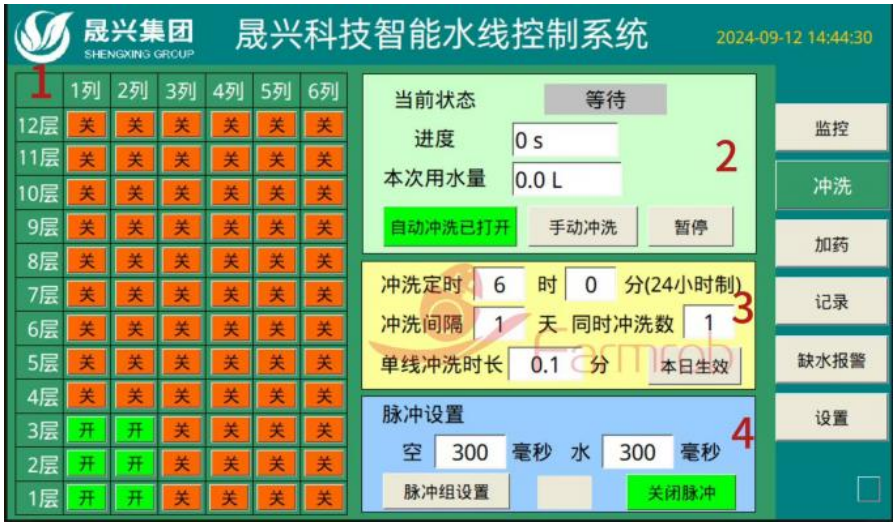 晟兴集团
SHENGXING GROUP
晟兴科技智能水线控制系统
2024-09-12 14:44:30
1
1列 2列 3列 4列 5列 6列
12层 关 关 关 关 关 关
11层 关 关 关 关 关 关
10层 关 关 关 关 关 关
9层 关 关 关 关 关 关
8层 关 关 关 关 关 关
7层 关 关 关 关 关 关
6层 关 关 关 关 关 关
5层 关 关 关 关 关 关
4层 关 关 关 关 关 关
3层 开 开 关 关 关 关
2层 开 开 关 关 关 关
1层 开 开 关 关 关 关
当前状态 等待
进度 0 s
2
本次用水量 0.0 L
自动冲洗已打开 手动冲洗 暂停
冲洗定时 6 时 0 分(24小时制)
3
冲洗间隔 1 天 同时冲洗数 1
单线冲洗时长 0.1 分 本日生效
Farmrob
脉冲设置
4
空 300 毫秒 水 300 毫秒
脉冲组设置 关闭脉冲
监控
冲洗
加药
记录
缺水报警
设置